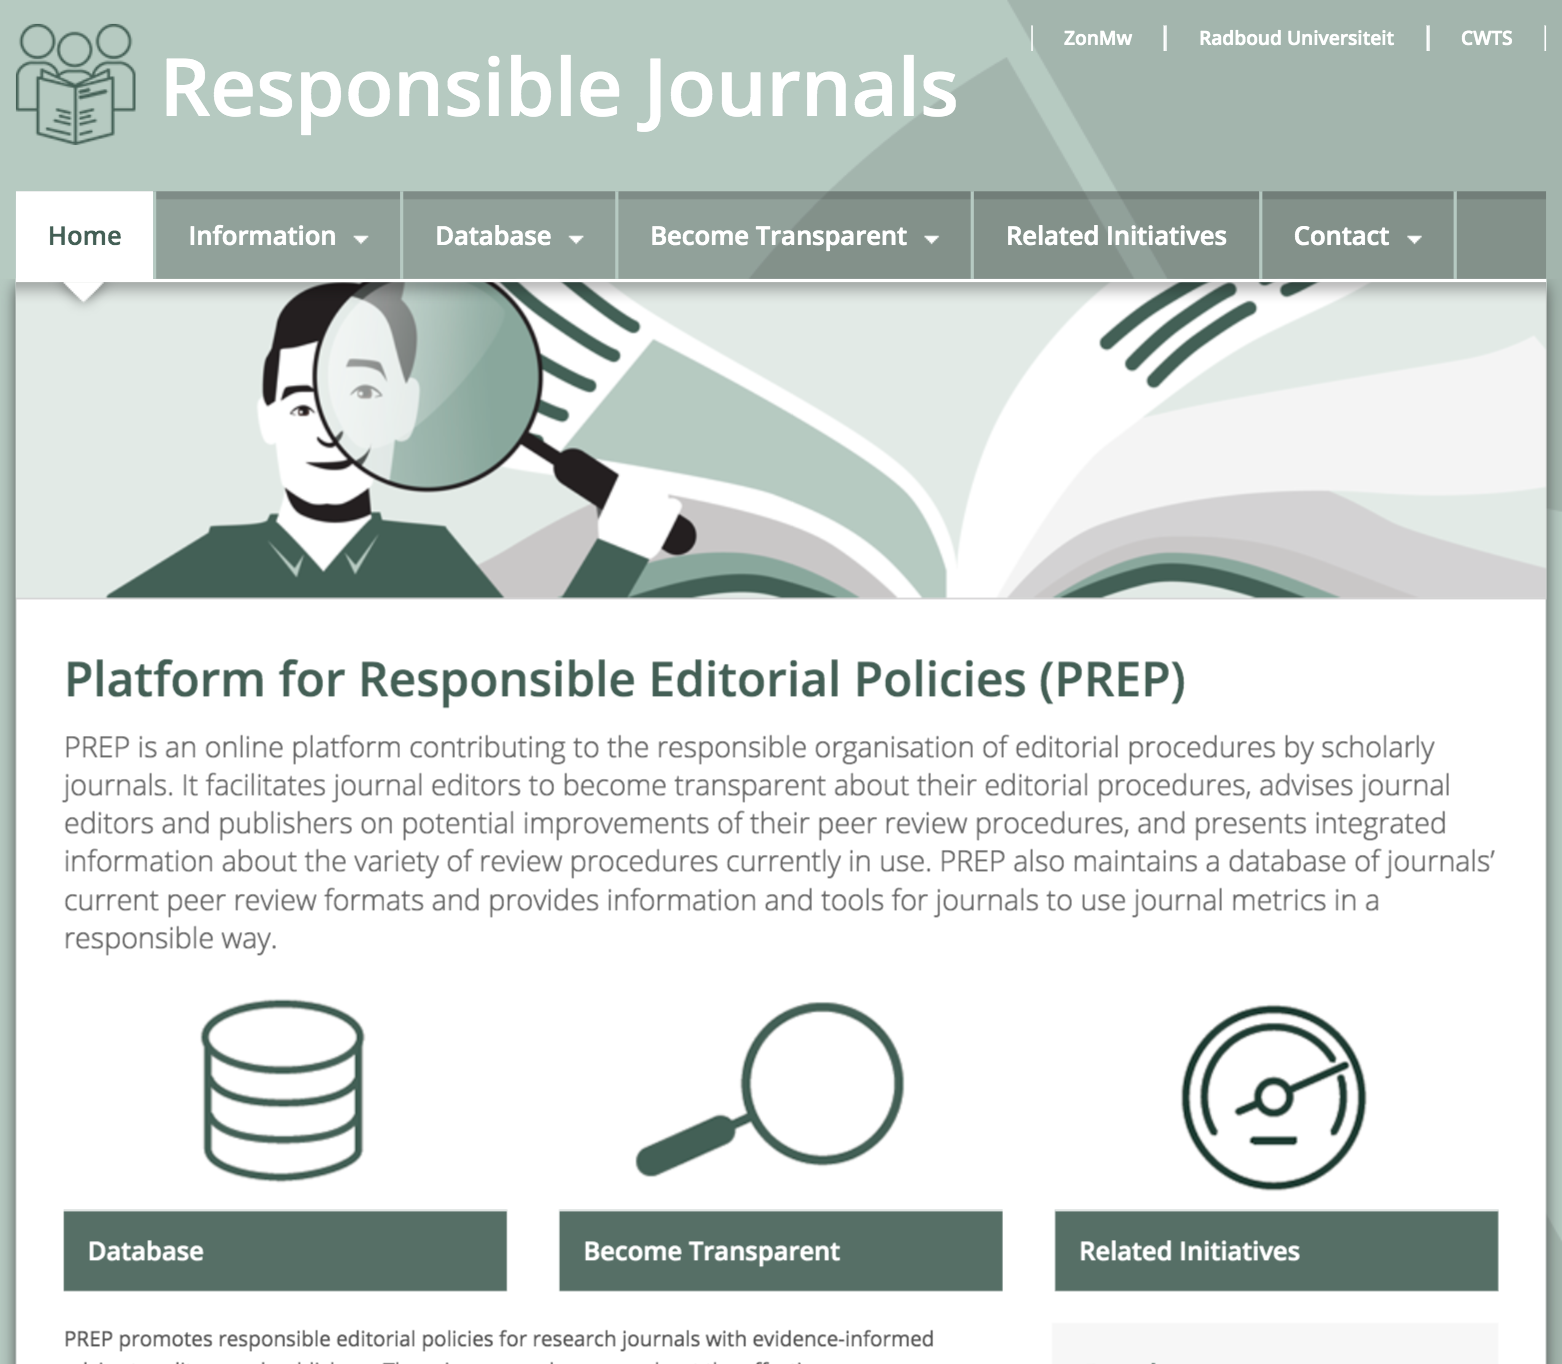 ZonMw
Radboud Universiteit
CWTS
Responsible Journals
Home
Information
Database
Become Transparent
Related Initiatives
Contact
Platform for Responsible Editorial Policies (PREP)
PREP is an online platform contributing to the responsible organisation of editorial procedures by scholarly
journals. It facilitates journal editors to become transparent about their editorial procedures, advises journal
editors and publishers on potential improvements of their peer review procedures, and presents integrated
information about the variety of review procedures currently in use. PREP also maintains a database of journals’
current peer review formats and provides information and tools for journals to use journal metrics in a
responsible way.
Database
Become Transparent
Related Initiatives
PREP promotes responsible editorial policies for research journals with evidence-informed